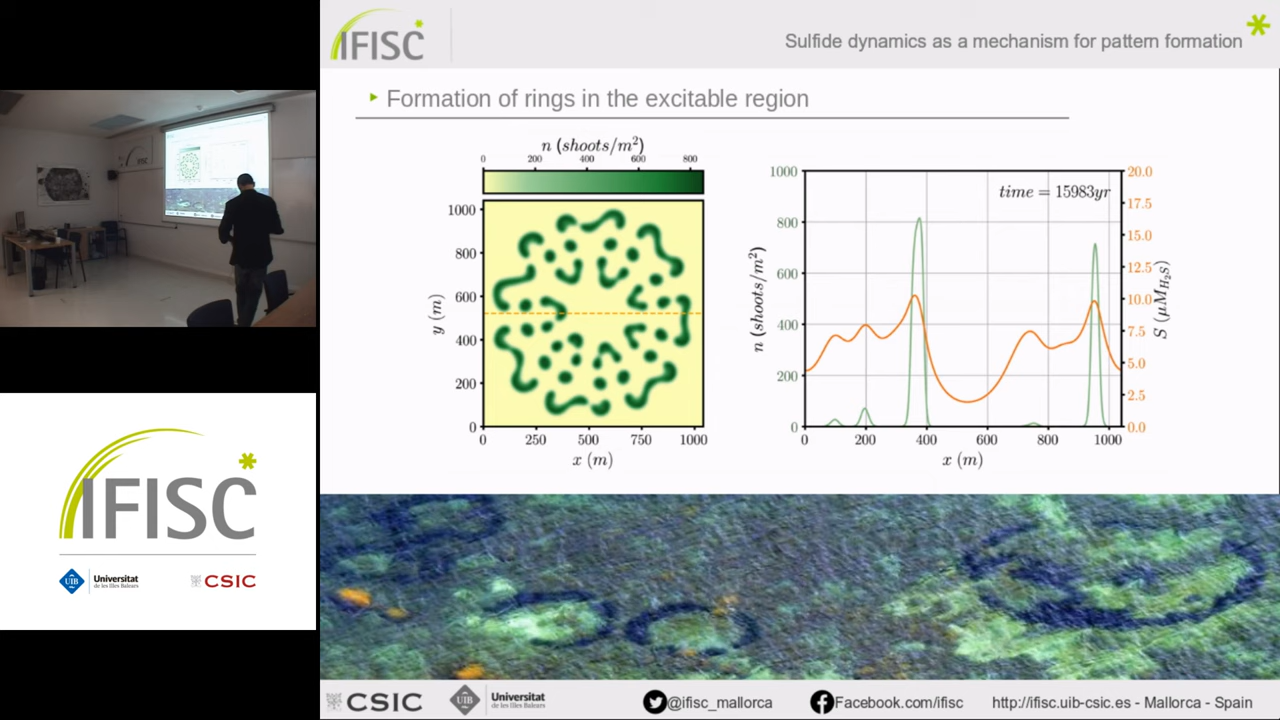 IFISC
Sulfide dynamics as a mechanism for pattern formation
Formation of rings in the excitable region
n (shoots/m²)
0 200 400 600 800
1000
800
600
400
200
0
y (m)
0 250 500 750 1000
x (m)
time = 15983yr
1000
800
600
400
200
0
n (shoots/m²)
20.0
17.5
15.0
12.5
10.0
7.5
5.0
2.5
0.0
S (μM_{H₂S})
0 200 400 600 800 1000
x (m)
IFISC
UIB
Universitat
de les Illes Balears
CSIC
CSIC
UIB
Universitat
de les Illes Balears
@ifisc_mallorca
Facebook.com/ifisc
http://ifisc.uib-csic.es - Mallorca - Spain